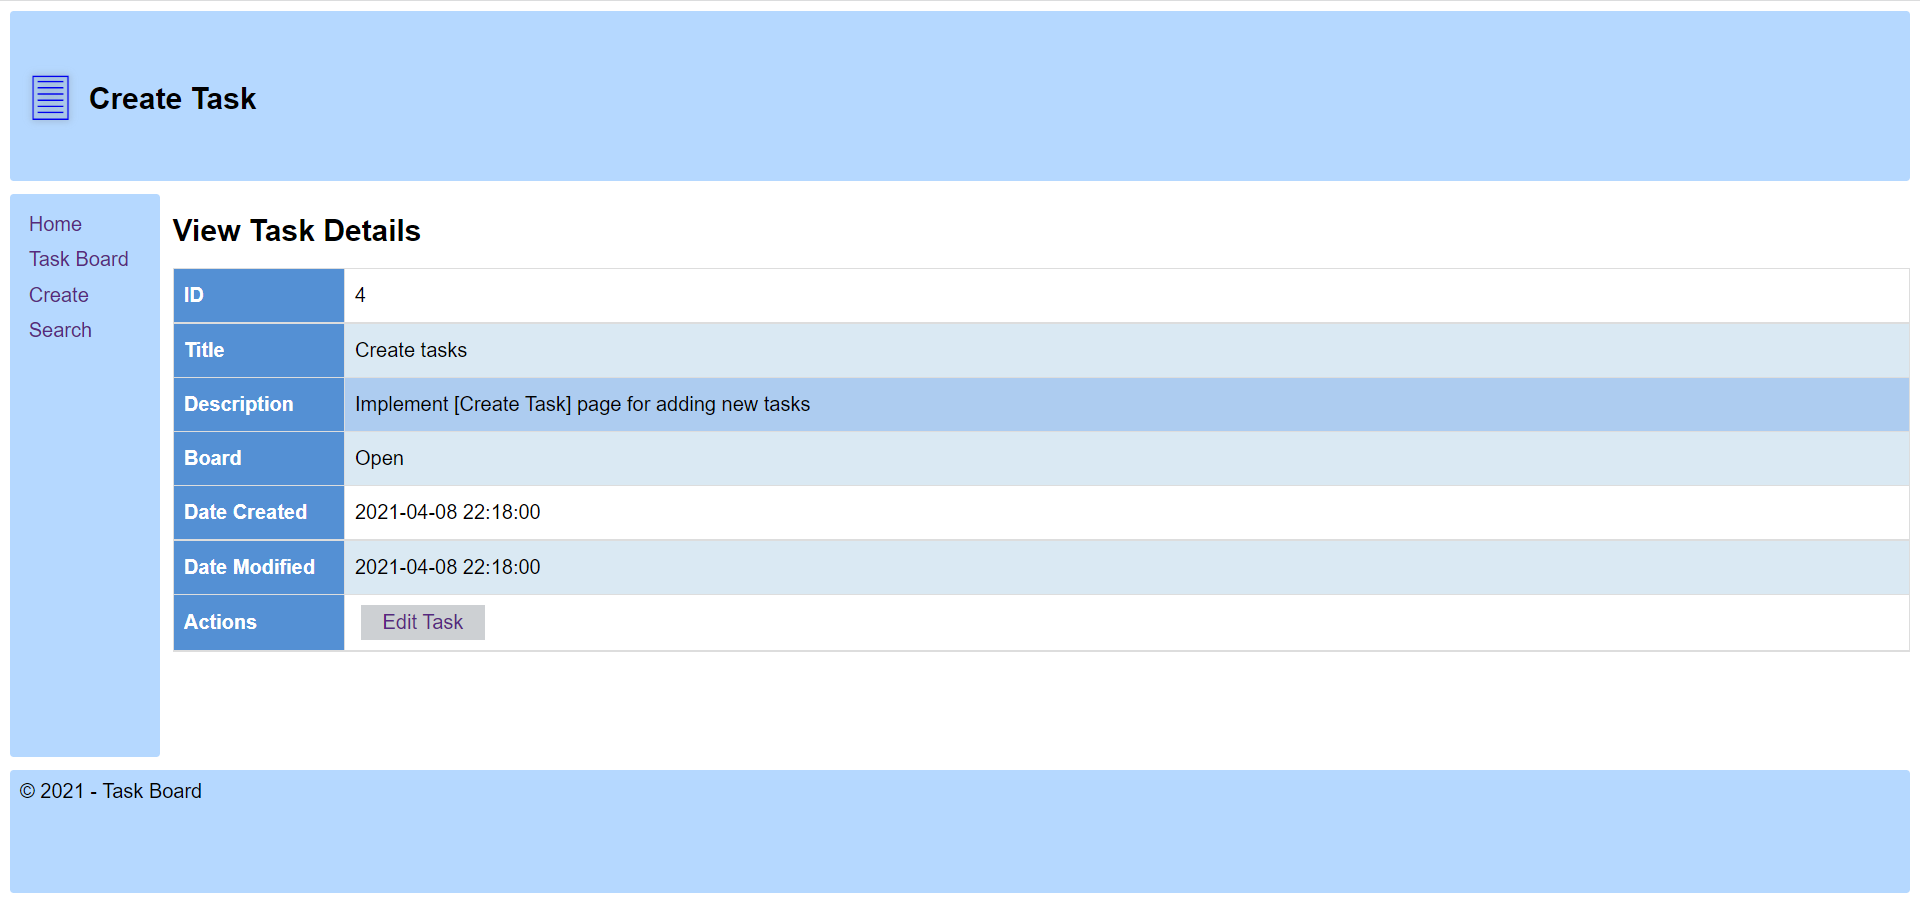 Create Task
Home
Task Board
Create
Search
View Task Details
ID 4
Title Create tasks
Description Implement [Create Task] page for adding new tasks
Board Open
Date Created 2021-04-08 22:18:00
Date Modified 2021-04-08 22:18:00
Actions Edit Task
© 2021 - Task Board